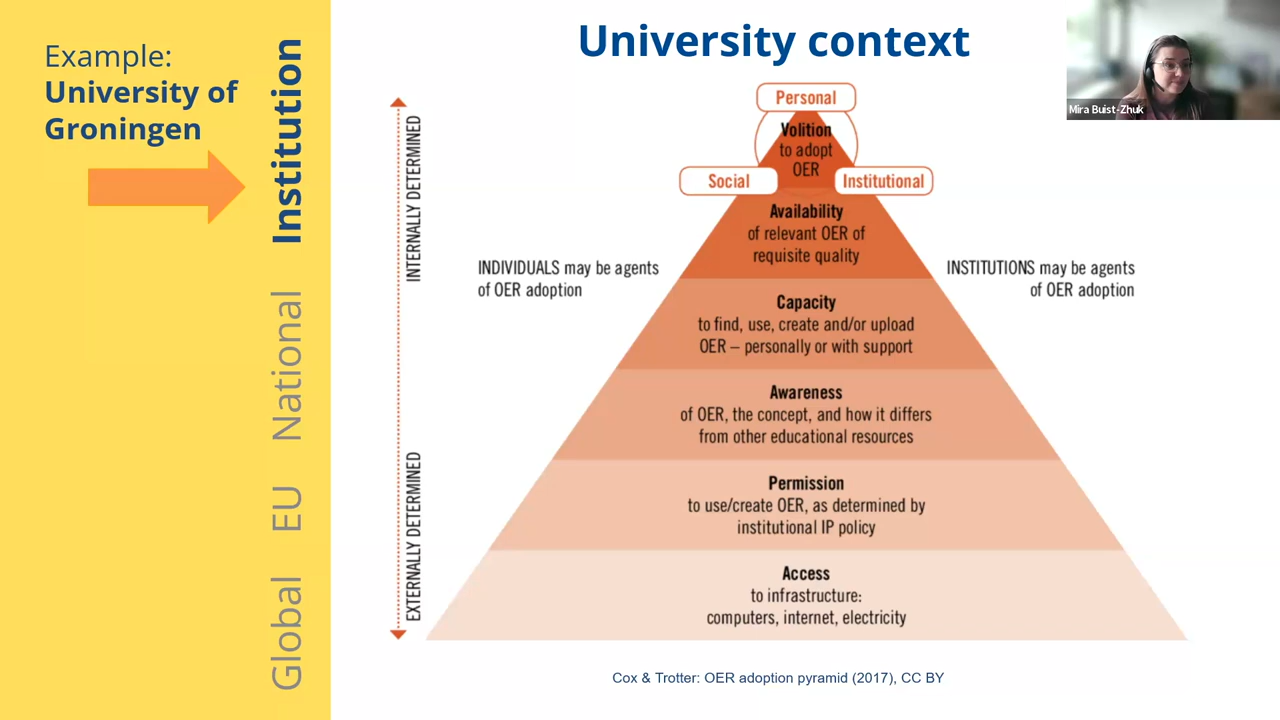 Example:
University of
Groningen
Institution
National
EU
Global
University context
Mira Buist-Zhuk
INTERNALLY DETERMINED
EXTERNALLY DETERMINED
Personal
Volition
to adopt
OER
Social
Institutional
Availability
of relevant OER of
requisite quality
INDIVIDUALS may be agents
of OER adoption
INSTITUTIONS may be agents
of OER adoption
Capacity
to find, use, create and/or upload
OER – personally or with support
Awareness
of OER, the concept, and how it differs
from other educational resources
Permission
to use/create OER, as determined by
institutional IP policy
Access
to infrastructure:
computers, internet, electricity
Cox & Trotter: OER adoption pyramid (2017), CC BY